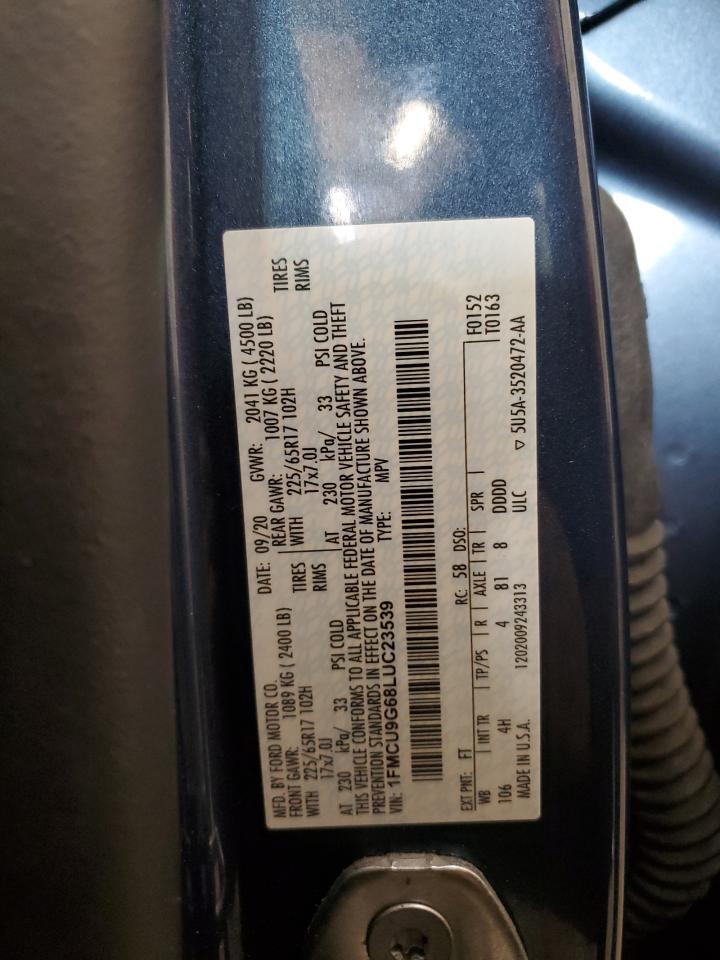 MFD. BY FORD MOTOR CO. DATE: 09/20 GVWR: 2041 KG ( 4500 LB)
FRONT GAWR: 1089 KG ( 2400 LB) REAR GAWR: 1007 KG ( 2220 LB)
WITH 225/65R17 102H TIRES WITH 225/65R17 102H TIRES
17x7.0J RIMS 17x7.0J RIMS
AT 230 kPa/ 33 PSI COLD AT 230 kPa/ 33 PSI COLD
THIS VEHICLE CONFORMS TO ALL APPLICABLE FEDERAL MOTOR VEHICLE SAFETY AND THEFT
PREVENTION STANDARDS IN EFFECT ON THE DATE OF MANUFACTURE SHOWN ABOVE.
VIN: 1FMCU9G68LUC23539 TYPE: MPV
EXT PNT: FT RC: 58 DSO: F0152
WB INT TR TP/PS R AXLE TR SPR T0163
106 4H 4 81 8 DDDD
MADE IN U.S.A. 1202009243313 ULC ▽ 5U5A-3520472-AA